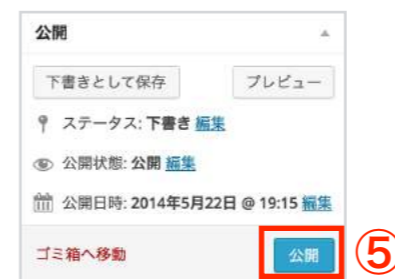 公開
下書きとして保存 プレビュー
ステータス: 下書き 編集
公開状態: 公開 編集
公開日時: 2014年5月22日 @ 19:15 編集
ゴミ箱へ移動 公開 ⑤